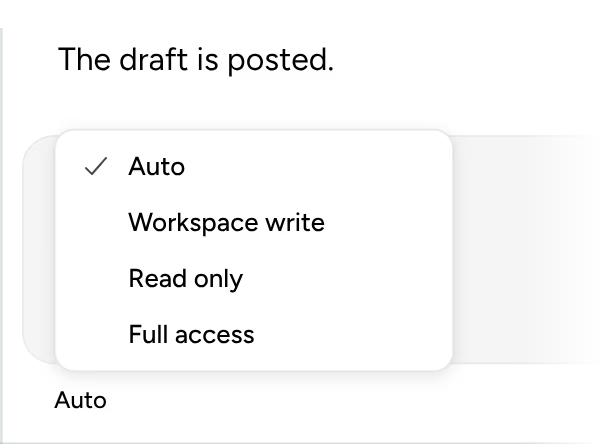 The draft is posted.
Auto
Workspace write
Read only
Full access
Auto